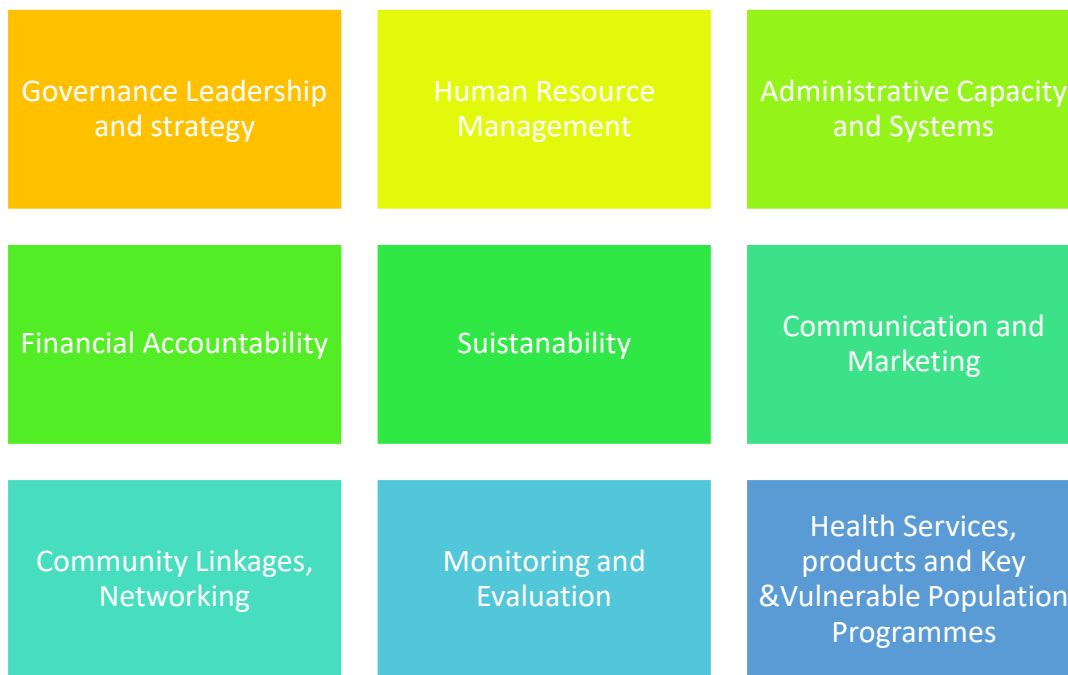 Governance Leadership
and strategy
Human Resource
Management
Administrative Capacity
and Systems
Financial Accountability
Suistanability
Communication and
Marketing
Community Linkages,
Networking
Monitoring and
Evaluation
Health Services,
products and Key
&Vulnerable Population
Programmes